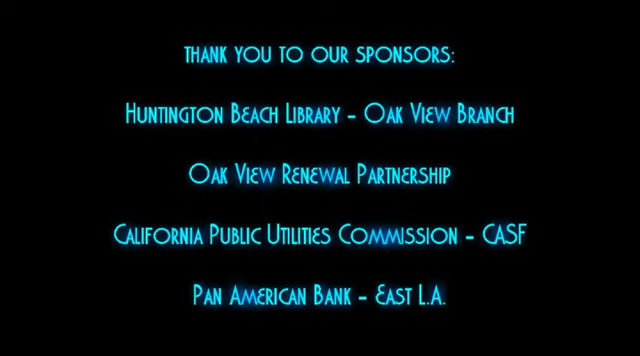 THANK YOU TO OUR SPONSORS:
HUNTINGTON BEACH LIBRARY - OAK VIEW BRANCH
OAK VIEW RENEWAL PARTNERSHIP
CALIFORNIA PUBLIC UTILITIES COMMISSION - CASF
PAN AMERICAN BANK - EAST L.A.